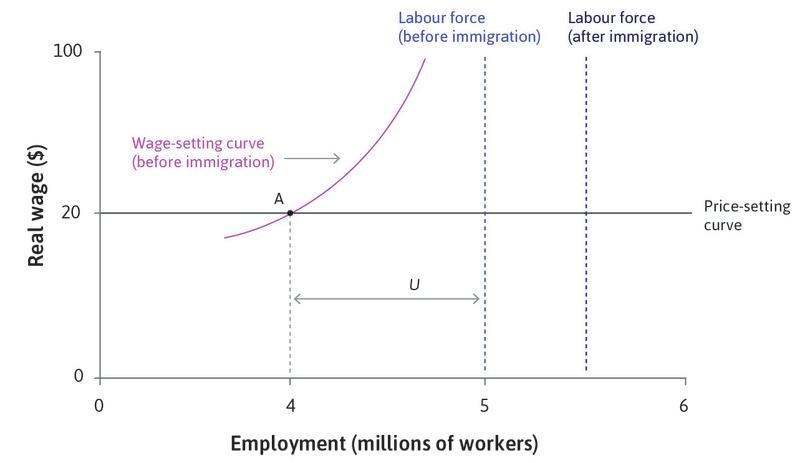 Labour force
(before immigration)
Labour force
(after immigration)
100
Wage-setting curve
(before immigration)
A
20
Price-setting
curve
Real wage ($)
U
0
0
4
5
6
Employment (millions of workers)